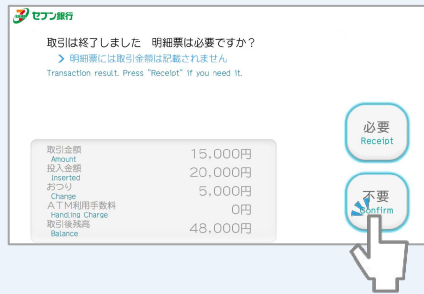 セブン銀行
取引は終了しました　明細票は必要ですか？
明細票には取引金額は記載されません
Transaction result. Press "Receipt" if you need it.
必要
Receipt
取引金額 15,000円
Amount
投入金額 20,000円
Inserted
おつり 5,000円
Change
ATM利用手数料 0円
Handling Charge
取引後残高 48,000円
Balance
不要
Confirm